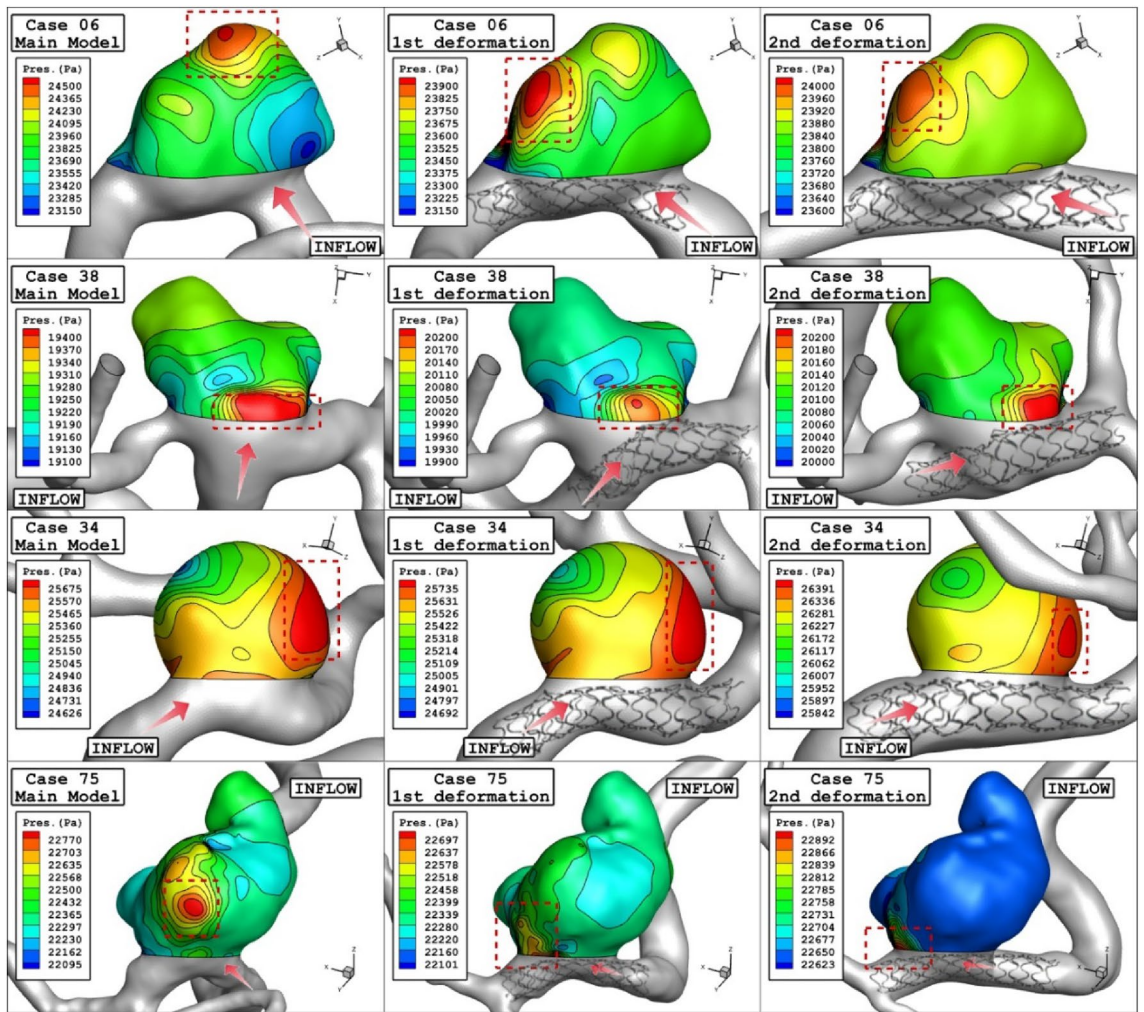 Case 06
Main Model
Pres.(Pa)
24500
24365
24230
24095
23960
23825
23690
23555
23420
23285
23150
INFLOW
Y
Z
X
Case 06
1st deformation
Pres.(Pa)
23900
23825
23750
23675
23600
23525
23450
23375
23300
23225
23150
INFLOW
Y
Z
X
Case 06
2nd deformation
Pres.(Pa)
24000
23960
23920
23880
23840
23800
23760
23720
23680
23640
23600
INFLOW
Y
Z
X
Case 38
Main Model
Pres.(Pa)
19400
19370
19340
19310
19280
19250
19220
19190
19160
19130
19100
INFLOW
Z
Y
X
Case 38
1st deformation
Pres.(Pa)
20200
20170
20140
20110
20080
20050
20020
19990
19960
19930
19900
INFLOW
Z
Y
X
Case 38
2nd deformation
Pres.(Pa)
20200
20180
20160
20140
20120
20100
20080
20060
20040
20020
20000
INFLOW
Z
Y
X
Case 34
Main Model
Pres.(Pa)
25675
25570
25465
25360
25255
25150
25045
24940
24836
24731
24626
INFLOW
Y
X
Z
Case 34
1st deformation
Pres.(Pa)
25735
25631
25526
25422
25318
25214
25109
25005
24901
24797
24692
INFLOW
Y
X
Z
Case 34
2nd deformation
Pres.(Pa)
26391
26336
26281
26227
26172
26117
26062
26007
25952
25897
25842
INFLOW
Y
X
Z
Case 75
Main Model
Pres.(Pa)
22770
22703
22635
22568
22500
22432
22365
22297
22230
22162
22095
INFLOW
Z
X
Y
Case 75
1st deformation
Pres.(Pa)
22697
22637
22578
22518
22458
22399
22339
22280
22220
22160
22101
INFLOW
Z
X
Y
Case 75
2nd deformation
Pres.(Pa)
22892
22866
22839
22812
22785
22758
22731
22704
22677
22650
22623
INFLOW
Z
X
Y